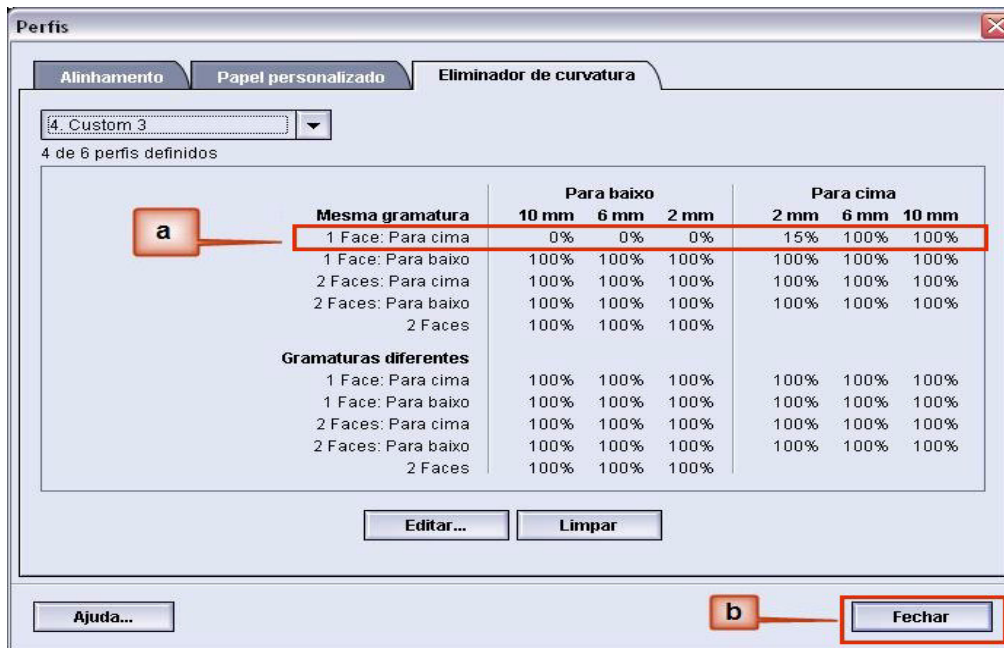 Perfis
Alinhamento Papel personalizado Eliminador de curvatura
4. Custom 3
4 de 6 perfis definidos
Para baixo Para cima
Mesma gramatura 10 mm 6 mm 2 mm 2 mm 6 mm 10 mm
a
1 Face: Para cima 0% 0% 0% 15% 100% 100%
1 Face: Para baixo 100% 100% 100% 100% 100% 100%
2 Faces: Para cima 100% 100% 100% 100% 100% 100%
2 Faces: Para baixo 100% 100% 100% 100% 100% 100%
2 Faces 100% 100% 100%
Gramaturas diferentes
1 Face: Para cima 100% 100% 100% 100% 100% 100%
1 Face: Para baixo 100% 100% 100% 100% 100% 100%
2 Faces: Para cima 100% 100% 100% 100% 100% 100%
2 Faces: Para baixo 100% 100% 100% 100% 100% 100%
2 Faces 100% 100% 100%
Editar... Limpar
Ajuda... b Fechar